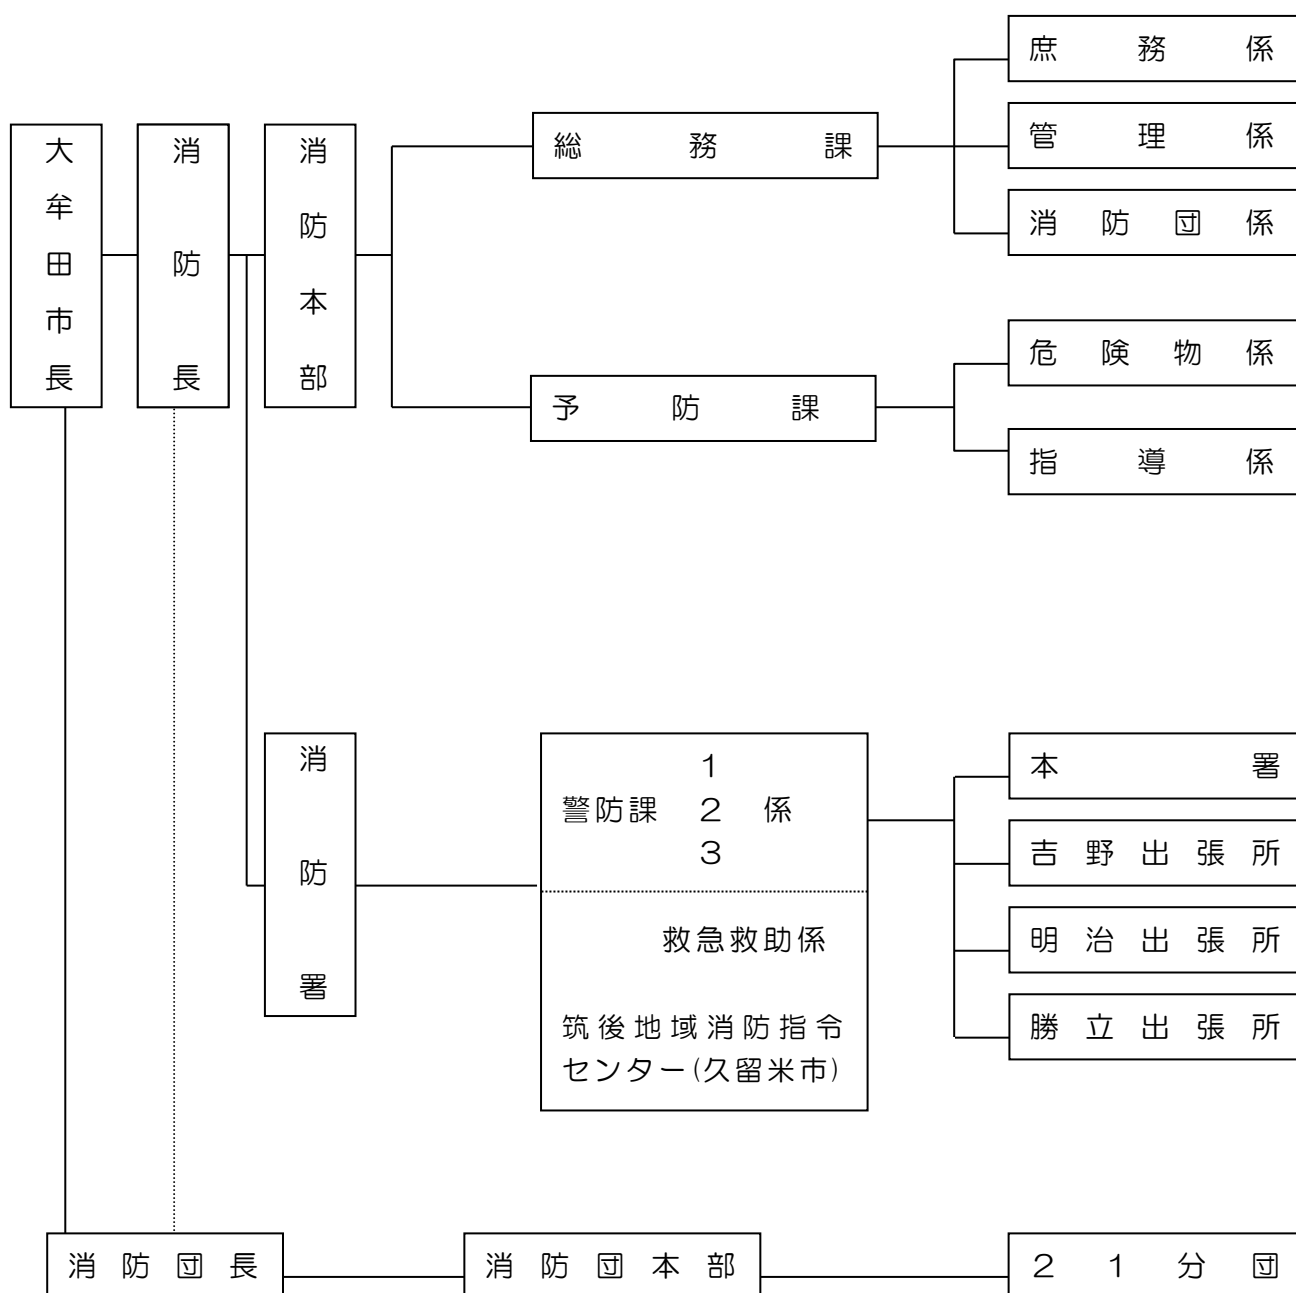 大牟田市長
消防長
消防本部
総務課
庶務係
管理係
消防団係
予防課
危険物係
指導係
消防署
1
警防課 2 係
3
救急救助係
筑後地域消防指令
センター(久留米市)
本署
吉野出張所
明治出張所
勝立出張所
消防団長
消防団本部
21分団